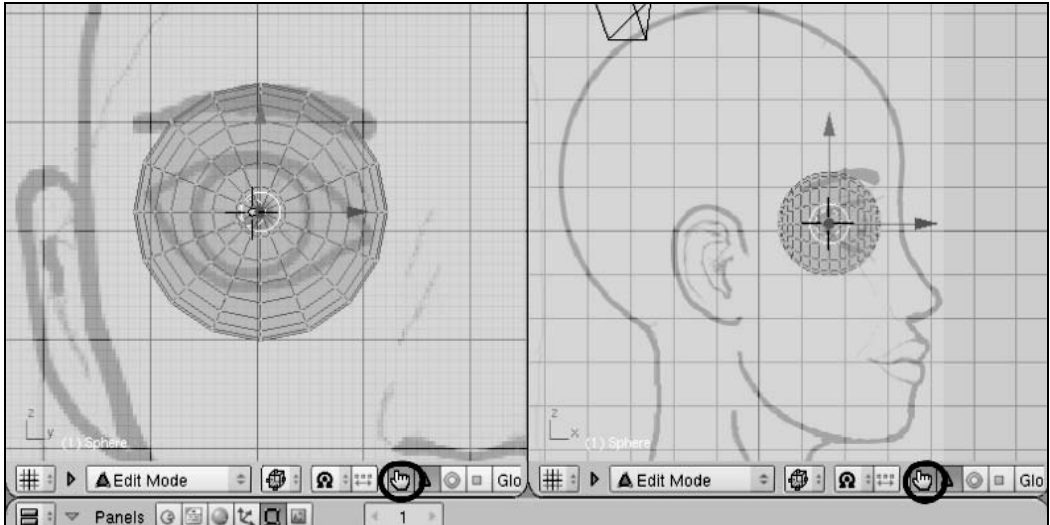 z
y
(1) Sphere
z
x
(1) Sphere
Edit Mode
Glo
Edit Mode
Glo
Panels
1